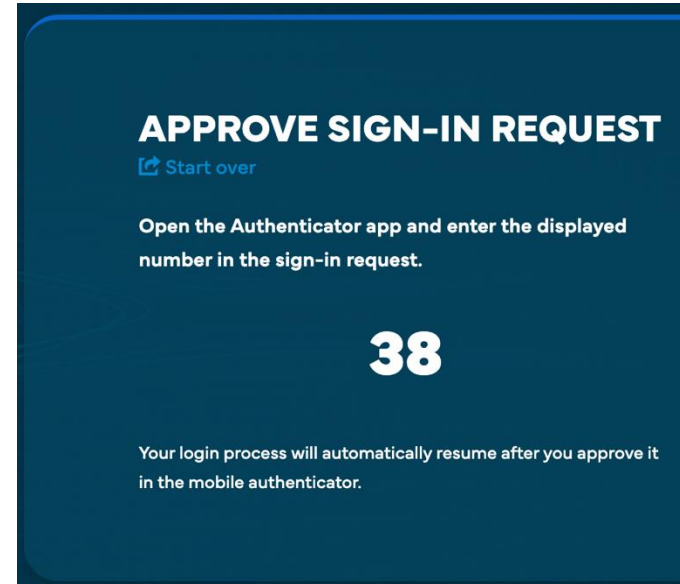 APPROVE SIGN-IN REQUEST
Start over
Open the Authenticator app and enter the displayed
number in the sign-in request.
38
Your login process will automatically resume after you approve it
in the mobile authenticator.